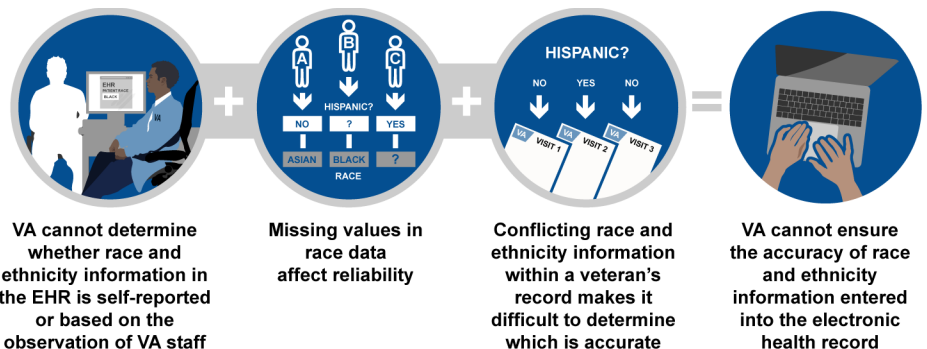 EHR
PATIENT RACE
BLACK
VA
A B C
HISPANIC?
NO ? YES
ASIAN BLACK ?
RACE
HISPANIC?
NO YES NO
VA VISIT 1
VA VISIT 2
VA VISIT 3
VA cannot determine
whether race and
ethnicity information in
the EHR is self-reported
or based on the
observation of VA staff
Missing values in
race data
affect reliability
Conflicting race and
ethnicity information
within a veteran's
record makes it
difficult to determine
which is accurate
VA cannot ensure
the accuracy of race
and ethnicity
information entered
into the electronic
health record